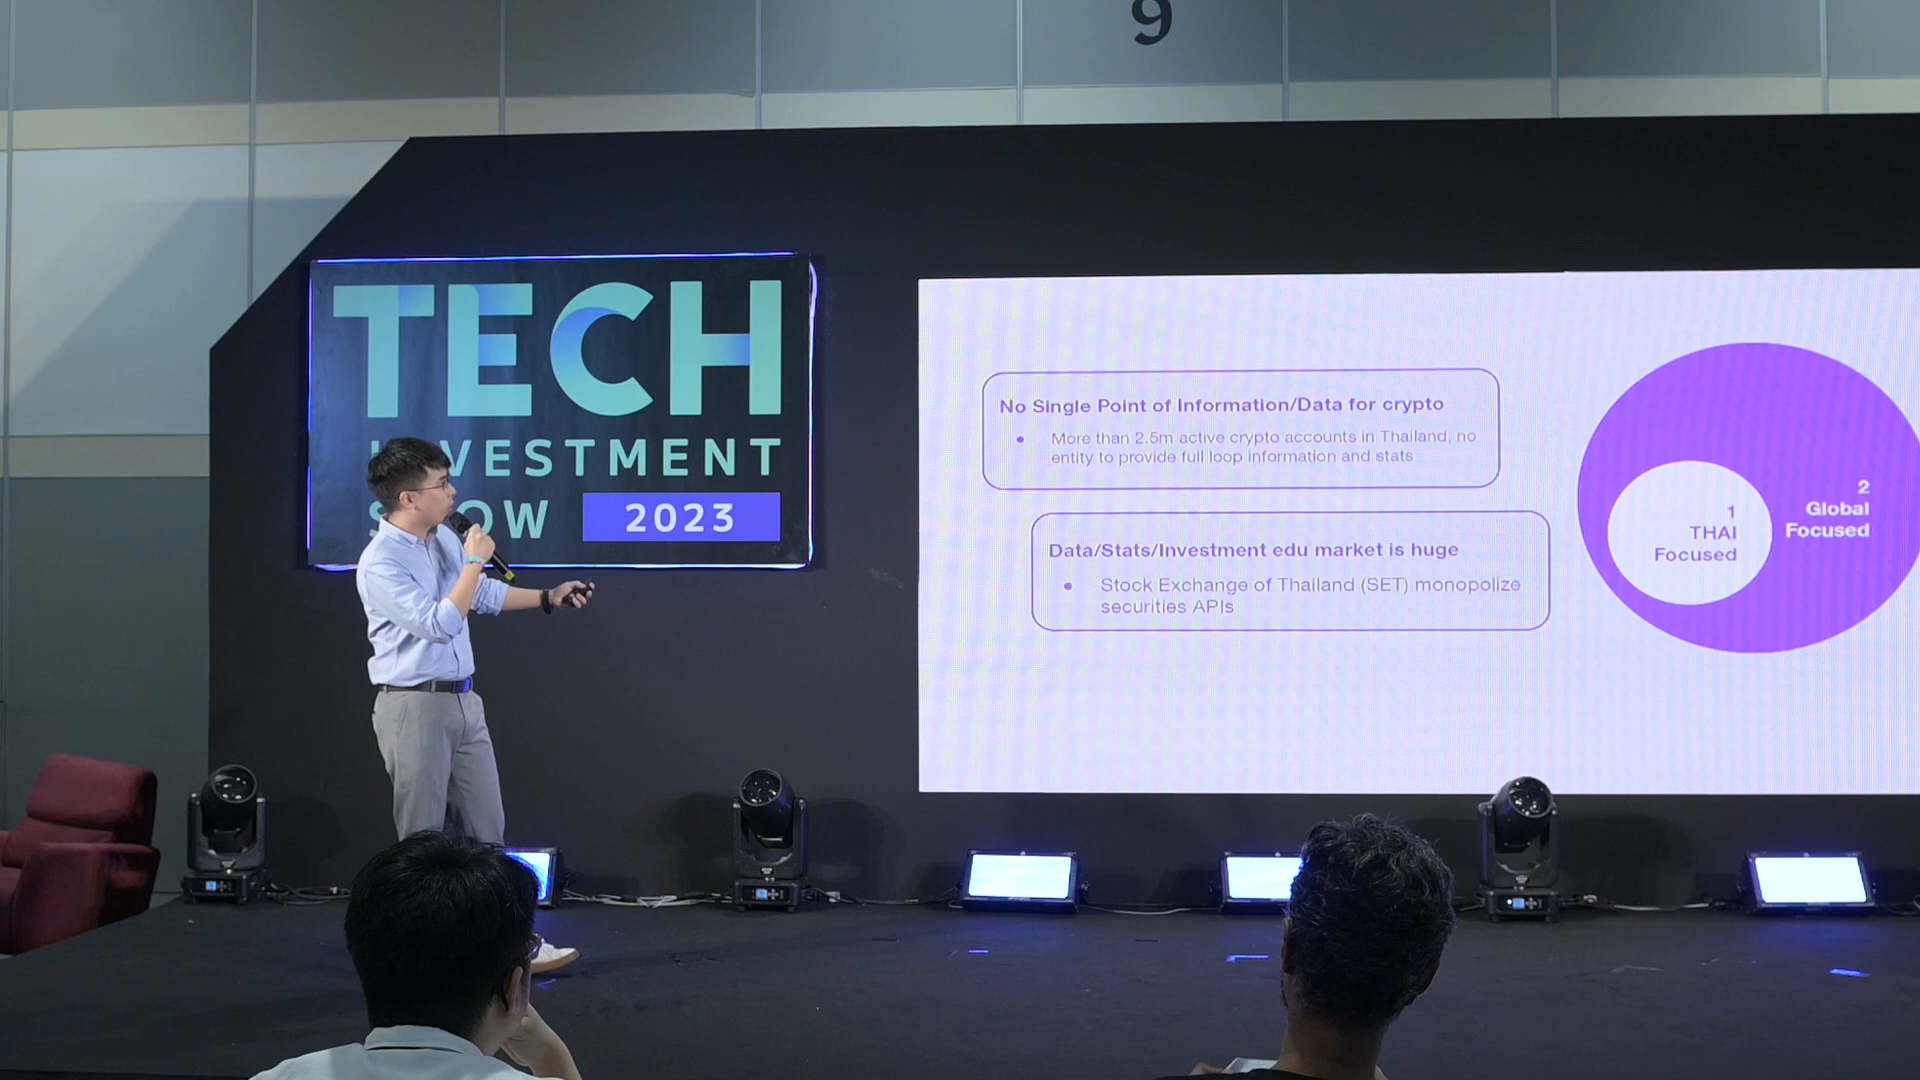 9
TECH
INVESTMENT
SHOW 2023
No Single Point of Information/Data for crypto
• More than 2.5m active crypto accounts in Thailand, no
entity to provide full loop information and stats
Data/Stats/Investment edu market is huge
• Stock Exchange of Thailand (SET) monopolize
securities APIs
1
THAI
Focused
2
Global
Focused